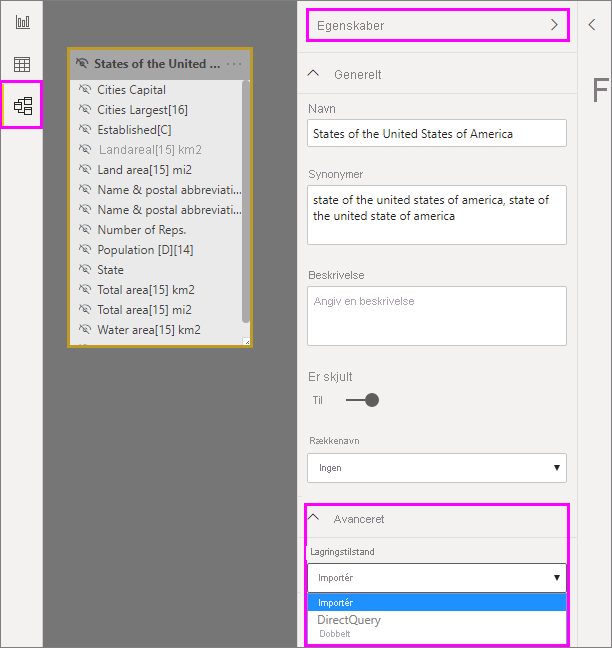 States of the United ...
Cities Capital
Cities Largest[16]
Established[C]
Landareal[15] km2
Land area[15] mi2
Name & postal abbreviati...
Name & postal abbreviati...
Number of Reps.
Population [D][14]
State
Total area[15] km2
Total area[15] mi2
Water area[15] km2
Egenskaber
Generelt
Navn
States of the United States of America
Synonymer
state of the united states of america, state of
the united state of america
Beskrivelse
Angiv en beskrivelse
Er skjult
Til
Rækkenavn
Ingen
Avanceret
Lagringstilstand
Importér
Importér
DirectQuery
Dobbelt
F